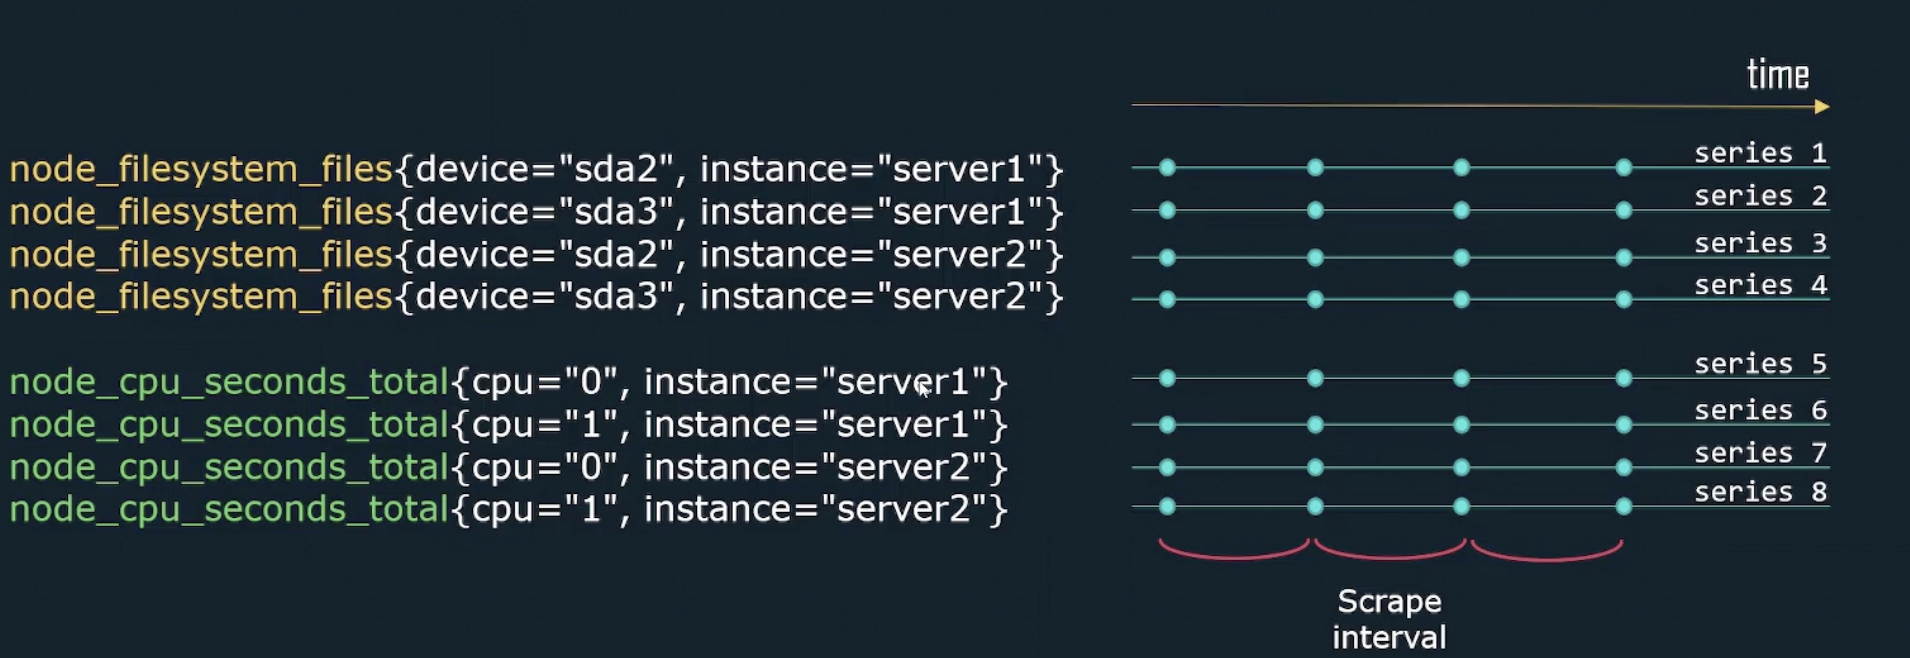 time
node_filesystem_files{device="sda2", instance="server1"}
series 1
node_filesystem_files{device="sda3", instance="server1"}
series 2
node_filesystem_files{device="sda2", instance="server2"}
series 3
node_filesystem_files{device="sda3", instance="server2"}
series 4
node_cpu_seconds_total{cpu="0", instance="server1"}
series 5
node_cpu_seconds_total{cpu="1", instance="server1"}
series 6
node_cpu_seconds_total{cpu="0", instance="server2"}
series 7
node_cpu_seconds_total{cpu="1", instance="server2"}
series 8
Scrape
interval